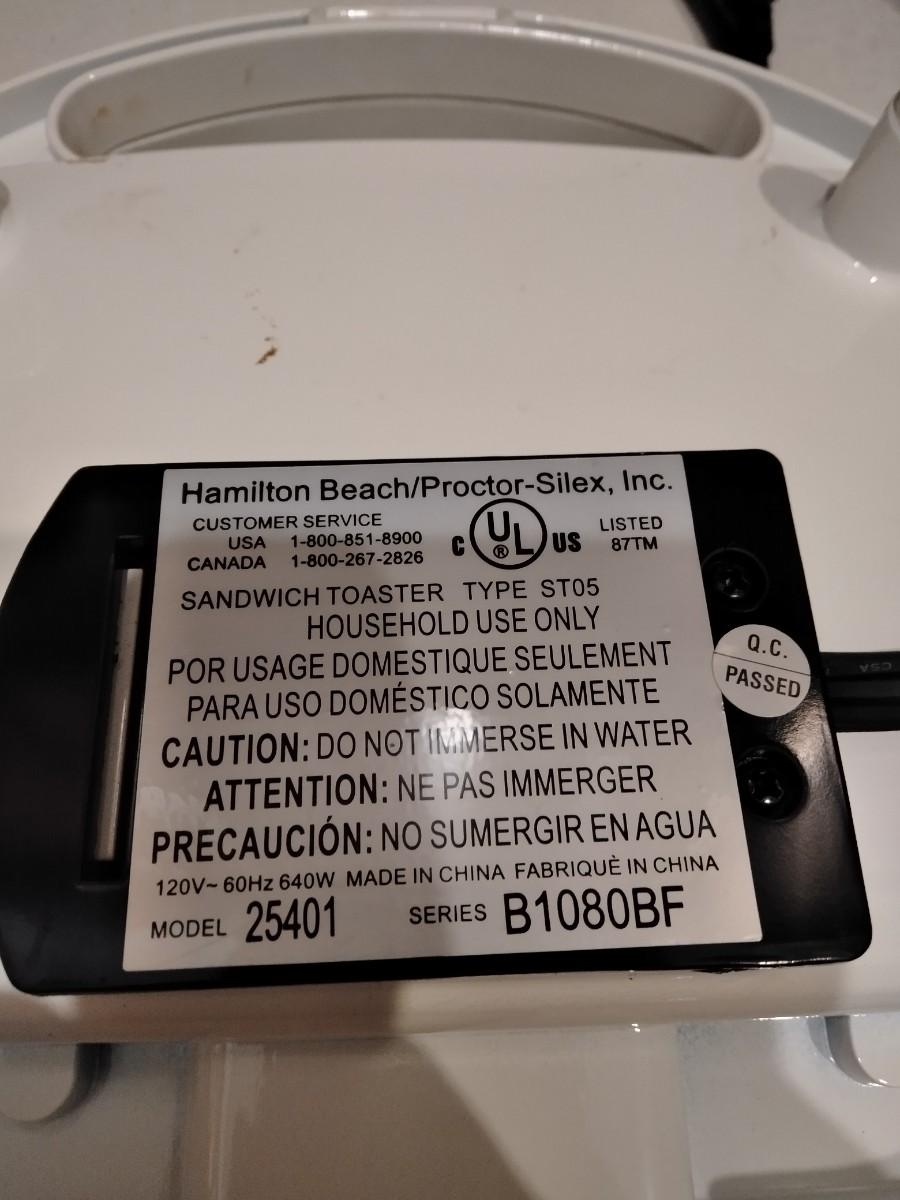 Hamilton Beach/Proctor-Silex, Inc.
CUSTOMER SERVICE
USA 1-800-851-8900
CANADA 1-800-267-2826
C UL ® US
LISTED
87TM
SANDWICH TOASTER TYPE ST05
HOUSEHOLD USE ONLY
POR USAGE DOMESTIQUE SEULEMENT
PARA USO DOMÉSTICO SOLAMENTE
CAUTION: DO NOT IMMERSE IN WATER
ATTENTION: NE PAS IMMERGER
PRECAUCIÓN: NO SUMERGIR EN AGUA
120V~ 60Hz 640W MADE IN CHINA FABRIQUÈ IN CHINA
MODEL 25401 SERIES B1080BF
Q.C.
PASSED
CSA